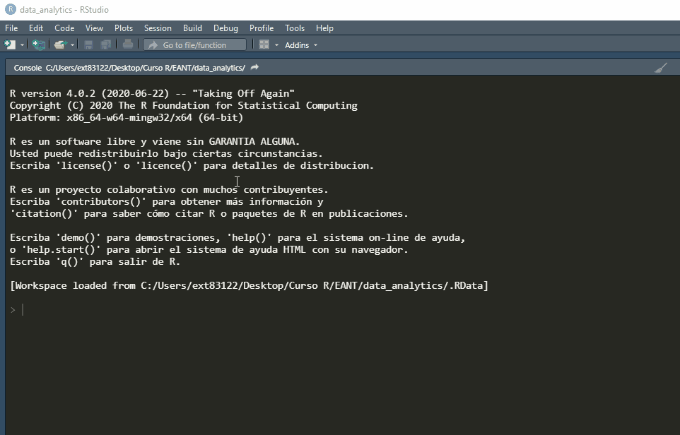 data_analytics - RStudio
File Edit Code View Plots Session Build Debug Profile Tools Help
Go to file/function Addins
Console C:/Users/ext83122/Desktop/Curso R/EANT/data_analytics/
R version 4.0.2 (2020-06-22) -- "Taking Off Again"
Copyright (C) 2020 The R Foundation for Statistical Computing
Platform: x86_64-w64-mingw32/x64 (64-bit)
R es un software libre y viene sin GARANTIA ALGUNA.
Usted puede redistribuirlo bajo ciertas circunstancias.
Escriba 'license()' o 'licence()' para detalles de distribucion.
R es un proyecto colaborativo con muchos contribuyentes.
Escriba 'contributors()' para obtener más información y
'citation()' para saber cómo citar R o paquetes de R en publicaciones.
Escriba 'demo()' para demostraciones, 'help()' para el sistema on-line de ayuda,
o 'help.start()' para abrir el sistema de ayuda HTML con su navegador.
Escriba 'q()' para salir de R.
[Workspace loaded from C:/Users/ext83122/Desktop/Curso R/EANT/data_analytics/.RData]
>